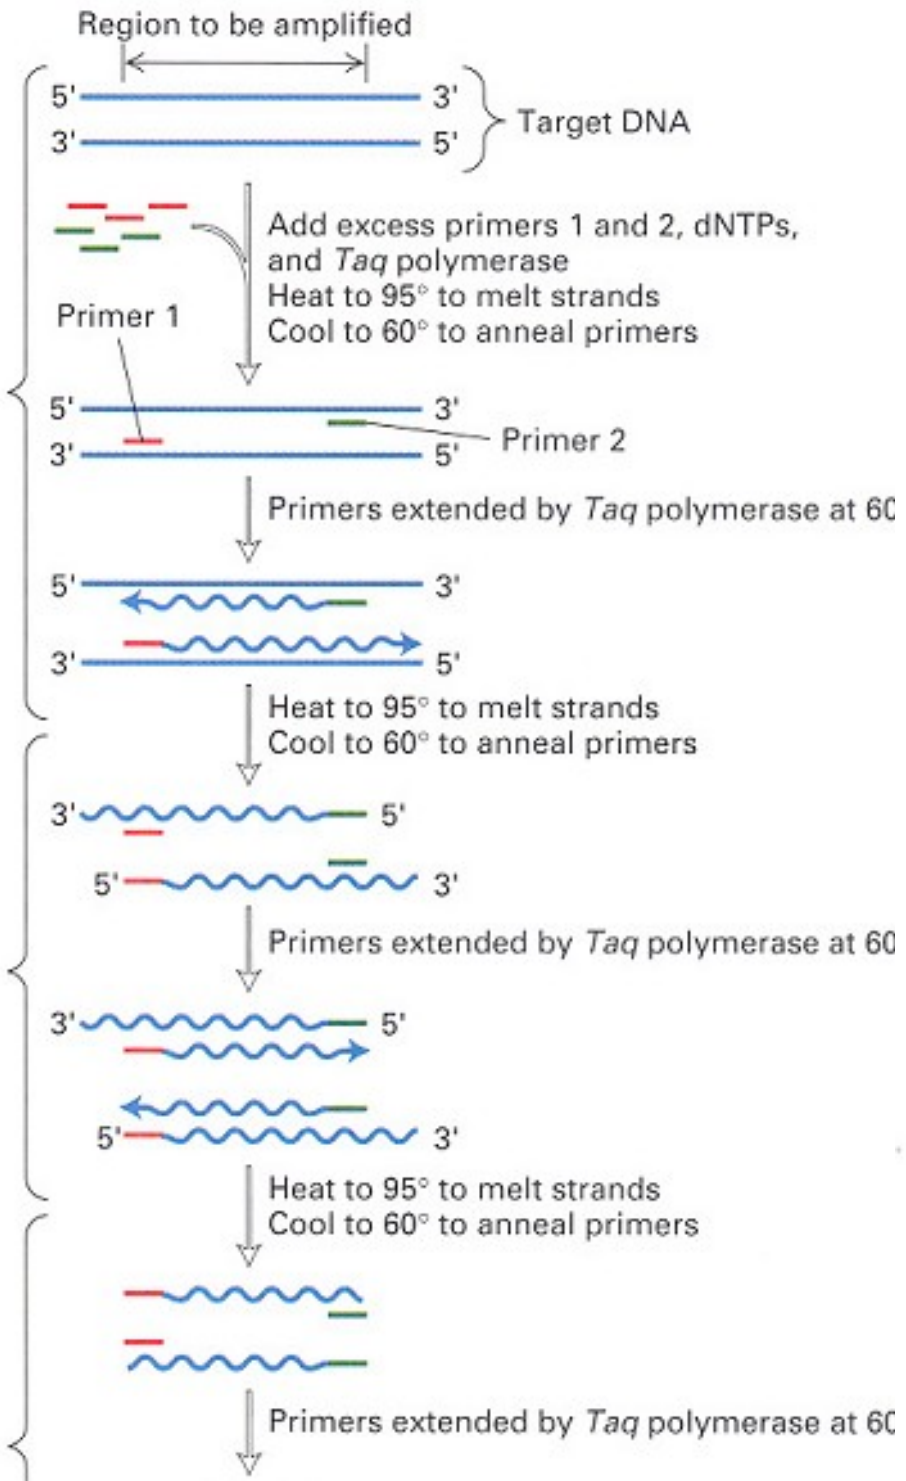 Region to be amplified
5' 3'
Target DNA
3' 5'
Add excess primers 1 and 2, dNTPs,
and Taq polymerase
Heat to 95° to melt strands
Primer 1
Cool to 60° to anneal primers
5' 3'
Primer 2
3' 5'
Primers extended by Taq polymerase at 60
5' 3'
3' 5'
Heat to 95° to melt strands
Cool to 60° to anneal primers
3' 5'
5' 3'
Primers extended by Taq polymerase at 60
3' 5'
5' 3'
Heat to 95° to melt strands
Cool to 60° to anneal primers
Primers extended by Taq polymerase at 60